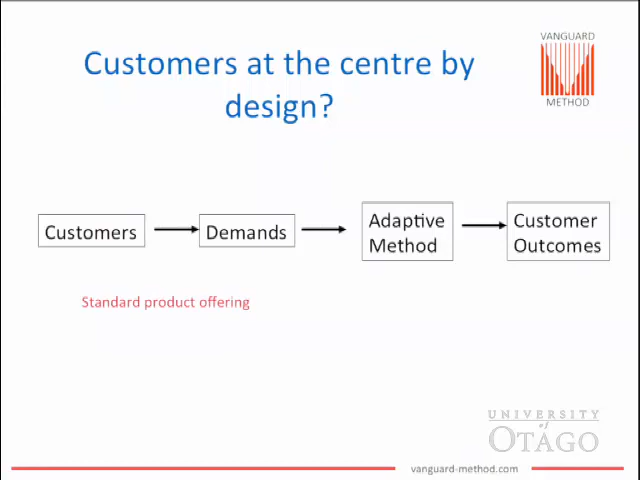 VANGUARD
METHOD
Customers at the centre by
design?
Customers
Demands
Adaptive
Method
Customer
Outcomes
Standard product offering
UNIVERSITY
of
OTĀGO
vanguard-method.com